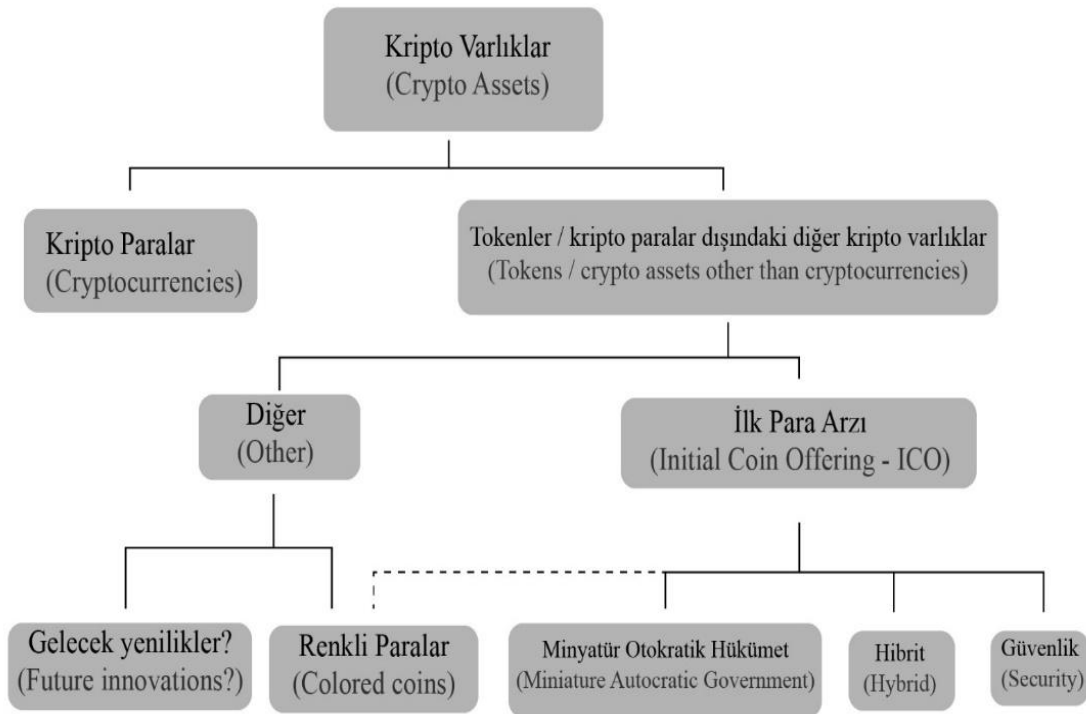 Kripto Varlıklar
(Crypto Assets)
Kripto Paralar
(Cryptocurrencies)
Tokenler / kripto paralar dışındaki diğer kripto varlıklar
(Tokens / crypto assets other than cryptocurrencies)
Diğer
(Other)
İlk Para Arzı
(Initial Coin Offering - ICO)
Gelecek yenilikler?
(Future innovations?)
Renkli Paralar
(Colored coins)
Minyatür Otokratik Hükümet
(Miniature Autocratic Government)
Hibrit
(Hybrid)
Güvenlik
(Security)